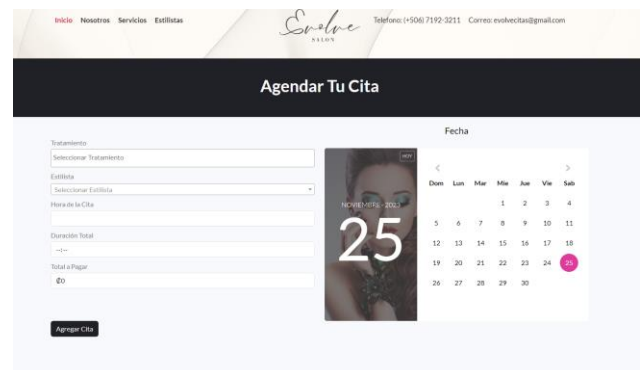 Inicio Nosotros Servicios Estilistas
Evolve
SALON
Telefono: (+506) 7192-3211 Correo: evolvecitas@gmail.com
Agendar Tu Cita
Tratamiento
Seleccionar Tratamiento
Estilista
Seleccionar Estilista
Hora de la Cita
Duración Total
--:--
Total a Pagar
₡0
Agregar Cita
Fecha
HOY
NOVIEMBRE - 2023
25
< >
Dom Lun Mar Mie Jue Vie Sab
1 2 3 4
5 6 7 8 9 10 11
12 13 14 15 16 17 18
19 20 21 22 23 24 25
26 27 28 29 30